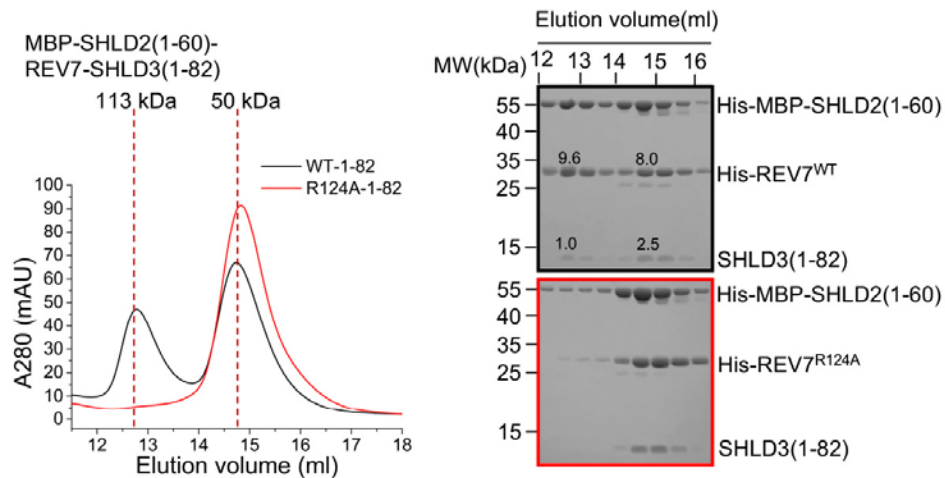 MBP-SHLD2(1-60)-
REV7-SHLD3(1-82)
113 kDa 50 kDa
WT-1-82
R124A-1-82
A280 (mAU)
100
90
80
70
60
50
40
30
20
10
0
12 13 14 15 16 17 18
Elution volume (ml)
Elution volume(ml)
MW(kDa) 12 13 14 15 16
55 His-MBP-SHLD2(1-60)
40
35
9.6 8.0
His-REV7WT
25
15
1.0 2.5
SHLD3(1-82)
55 His-MBP-SHLD2(1-60)
40
35
His-REV7R124A
25
15
SHLD3(1-82)